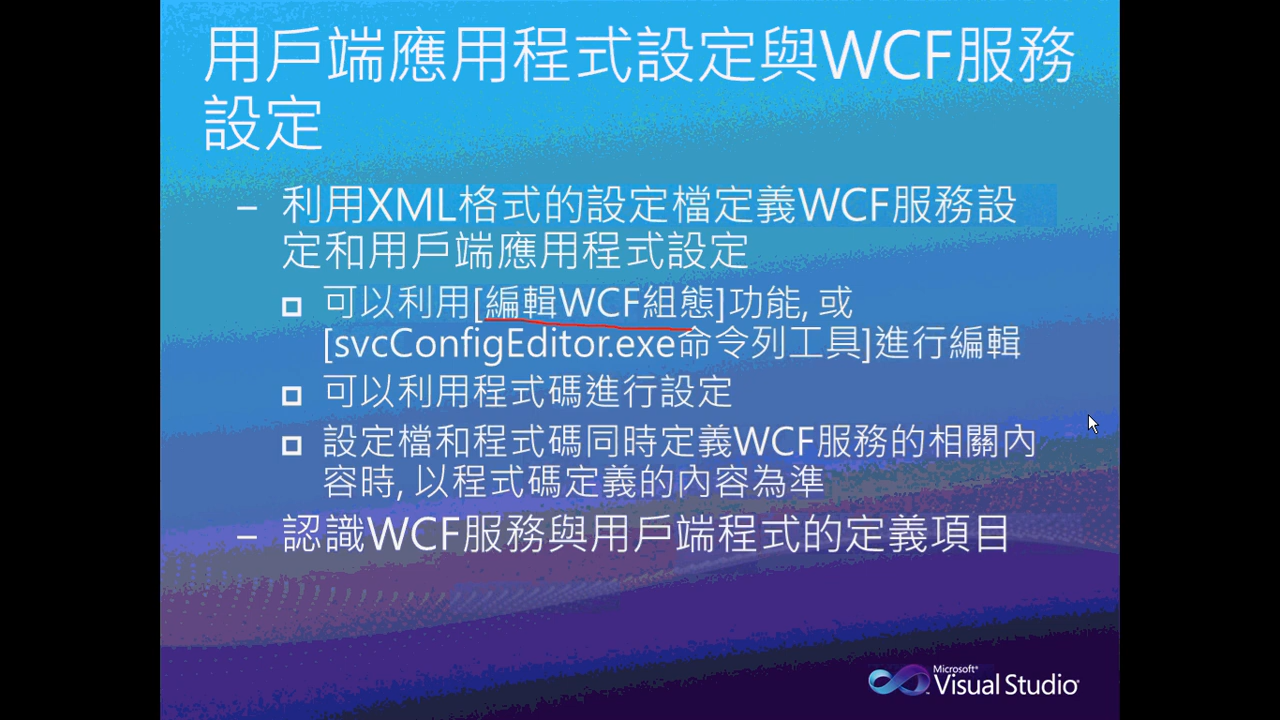 用戶端應用程式設定與WCF服務
設定
– 利用XML格式的設定檔定義WCF服務設
定和用戶端應用程式設定
可以利用[編輯WCF組態]功能, 或
[svcConfigEditor.exe命令列工具]進行編輯
可以利用程式碼進行設定
設定檔和程式碼同時定義WCF服務的相關內
容時, 以程式碼定義的內容為準
– 認識WCF服務與用戶端程式的定義項目
Microsoft®
Visual Studio®